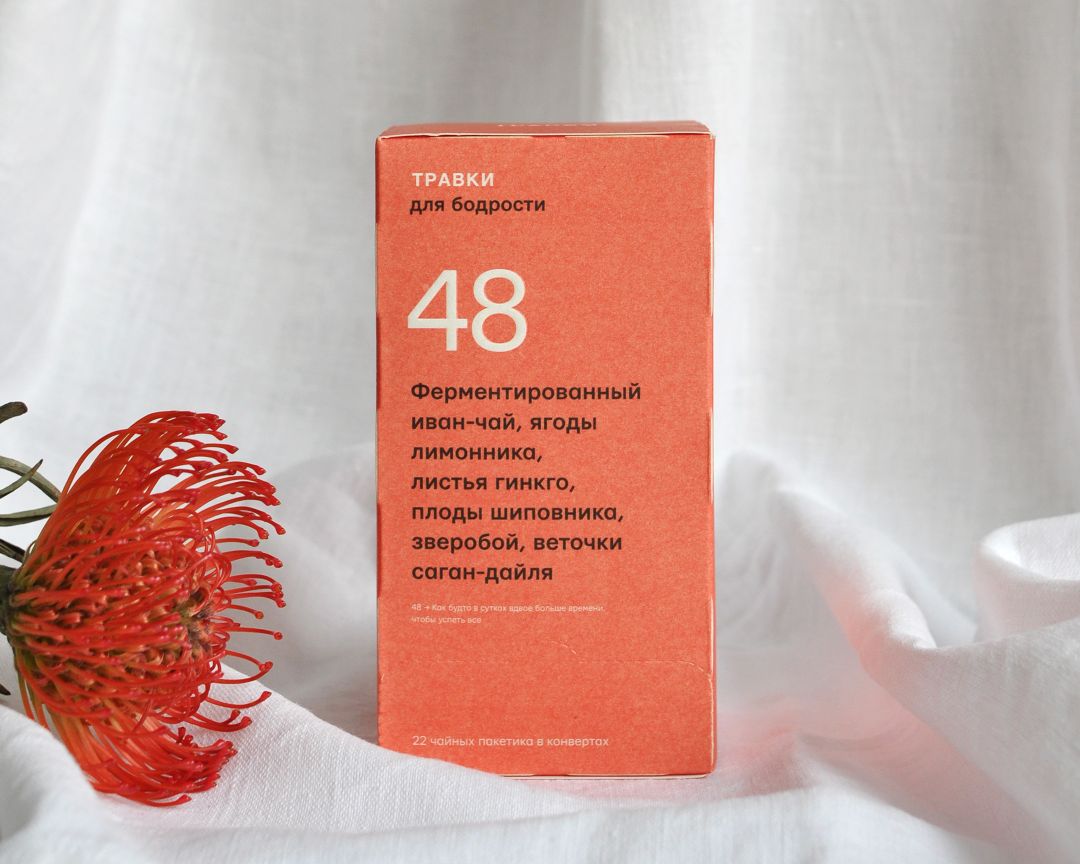 ТРАВКИ
для бодрости
48
Ферментированный
иван-чай, ягоды
лимонника,
листья гинкго,
плоды шиповника,
зверобой, веточки
саган-дайля
48 → Как будто в сутках вдвое больше времени,
чтобы успеть все
22 чайных пакетика в конвертах